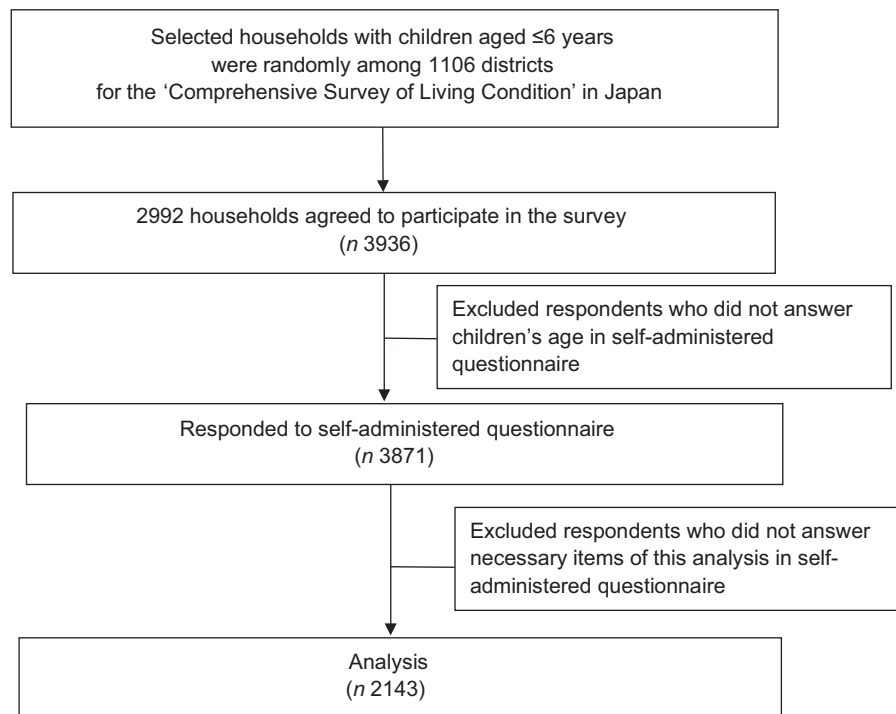 Selected households with children aged ≤6 years
were randomly among 1106 districts
for the ‘Comprehensive Survey of Living Condition’ in Japan
2992 households agreed to participate in the survey
(n 3936)
Excluded respondents who did not answer
children’s age in self-administered
questionnaire
Responded to self-administered questionnaire
(n 3871)
Excluded respondents who did not answer
necessary items of this analysis in self-
administered questionnaire
Analysis
(n 2143)